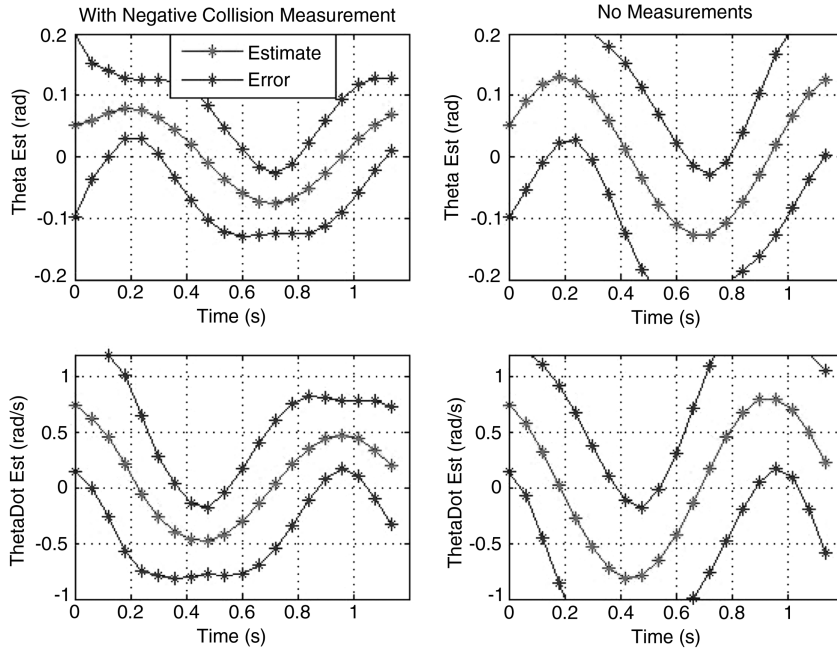 With Negative Collision Measurement
No Measurements
0.2
0.1
0
-0.1
-0.2
Theta Est (rad)
Estimate
Error
0 0.2 0.4 0.6 0.8 1
Time (s)
0.2
0.1
0
-0.1
-0.2
Theta Est (rad)
0 0.2 0.4 0.6 0.8 1
Time (s)
1
0.5
0
-0.5
-1
ThetaDot Est (rad/s)
0 0.2 0.4 0.6 0.8 1
Time (s)
1
0.5
0
-0.5
-1
ThetaDot Est (rad/s)
0 0.2 0.4 0.6 0.8 1
Time (s)